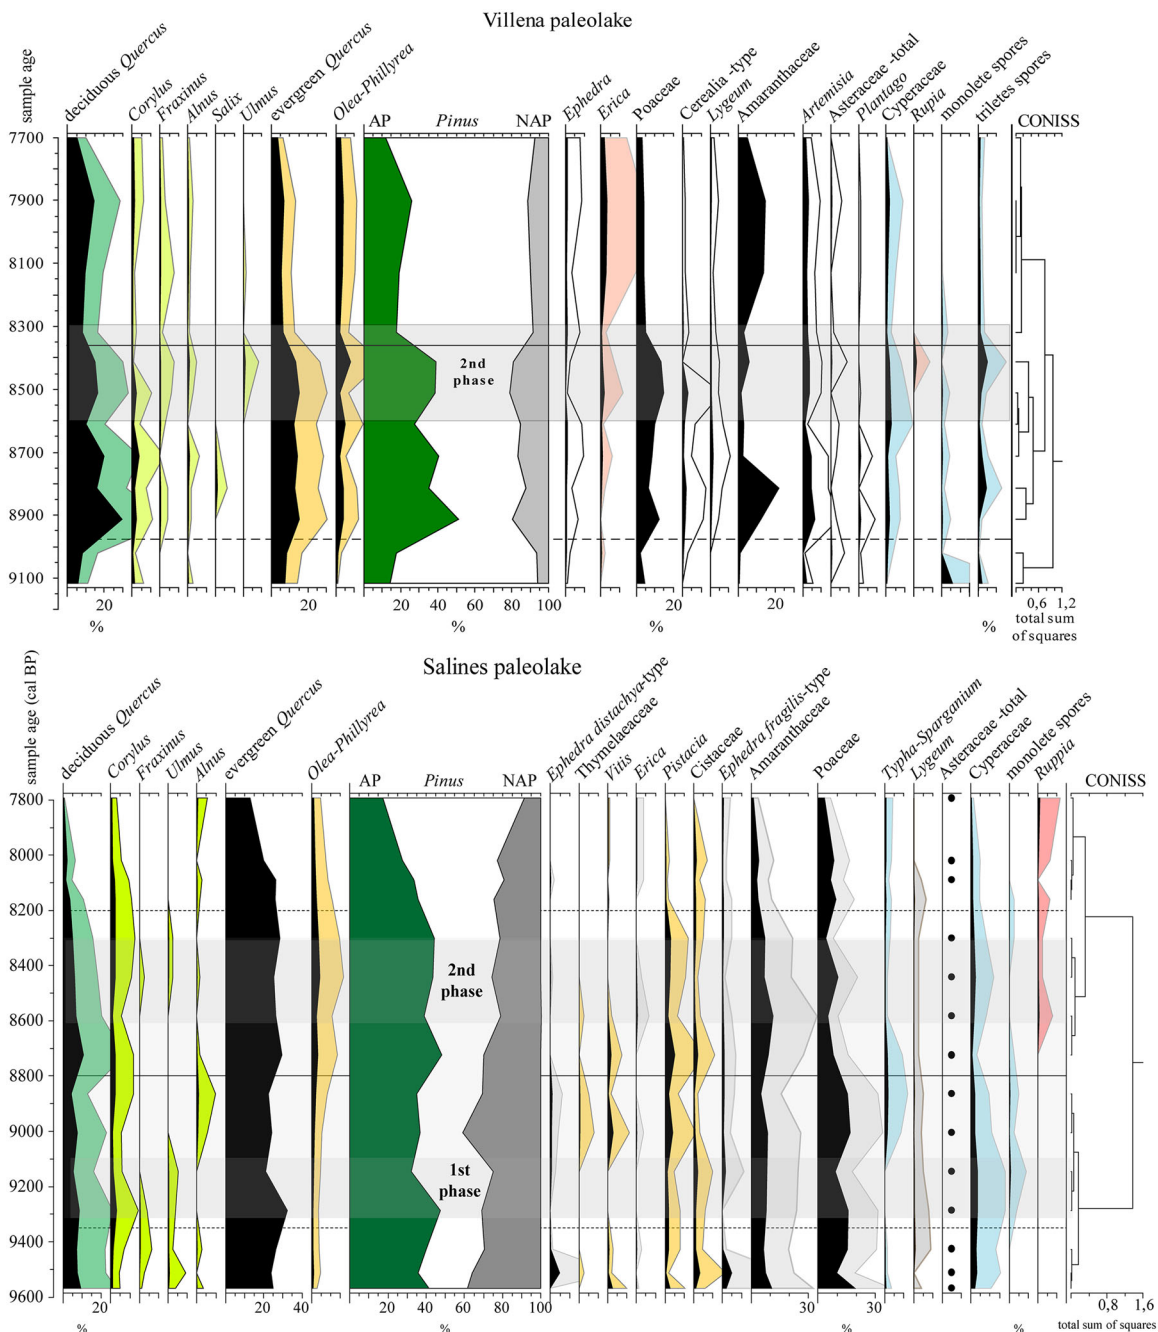 Villena paleolake
sample age
deciduous Quercus
Corylus
Fraxinus
Alnus
Salix
Ulmus
evergreen Quercus
Olea-Phillyrea
AP
Pinus
NAP
Ephedra
Erica
Poaceae
Cerealia -type
Lygeum
Amaranthaceae
Artemisia
Asteraceae -total
Plantago
Cyperaceae
Rupia
monolete spores
triletes spores
CONISS
7700
7900
8100
8300
8500
8700
8900
9100
2nd
phase
20
20
20 40 60 80 100
20
20
0,6 1,2
% % % %
total sum
of squares
Salines paleolake
sample age (cal BP)
deciduous Quercus
Corylus
Fraxinus
Ulmus
Alnus
evergreen Quercus
Olea-Phillyrea
AP
Pinus
NAP
Ephedra distachya-type
Thymelaeaceae
Vitis
Erica
Pistacia
Cistaceae
Ephedra fragilis-type
Amaranthaceae
Poaceae
Typha-Sparganium
Lygeum
Asteraceae -total
Cyperaceae
monolete spores
Ruppia
CONISS
7800
8000
8200
8400
8600
8800
9000
9200
9400
9600
2nd
phase
1st
phase
20
20 40
20 40 60 80 100
30
30
0,8 1,6
% % % %
total sum of squares